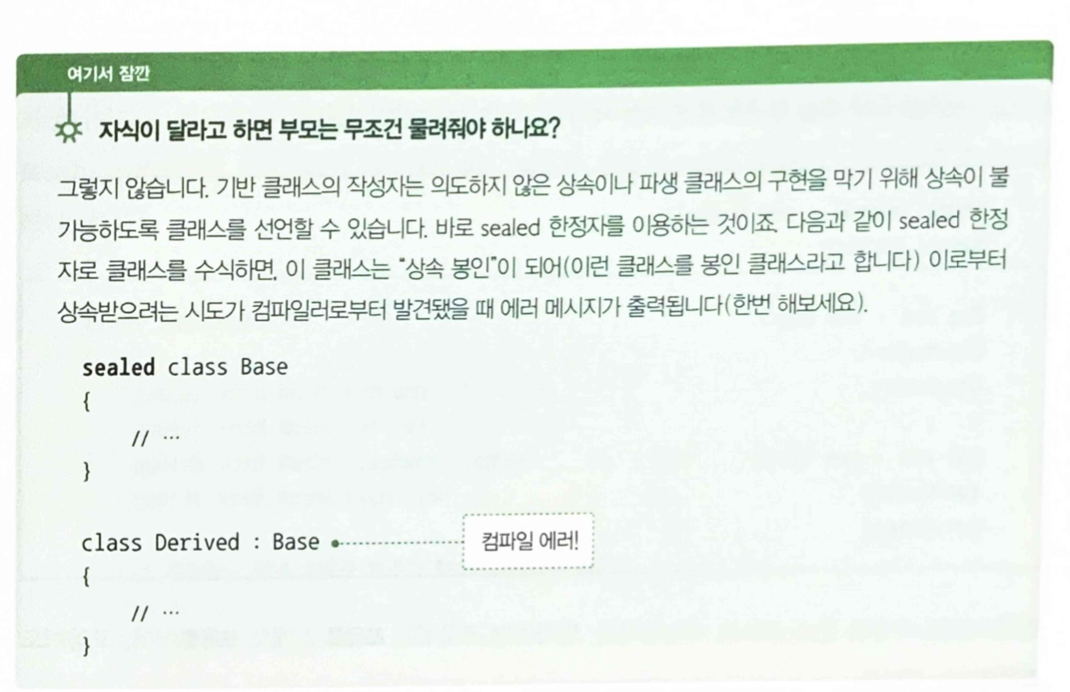 여기서 잠깐
자식이 달라고 하면 부모는 무조건 물려줘야 하나요?
그렇지 않습니다. 기반 클래스의 작성자는 의도하지 않은 상속이나 파생 클래스의 구현을 막기 위해 상속이 불
가능하도록 클래스를 선언할 수 있습니다. 바로 sealed 한정자를 이용하는 것이죠. 다음과 같이 sealed 한정
자로 클래스를 수식하면, 이 클래스는 “상속 봉인”이 되어(이런 클래스를 봉인 클래스라고 합니다) 이로부터
상속받으려는 시도가 컴파일러로부터 발견됐을 때 에러 메시지가 출력됩니다(한번 해보세요).
sealed class Base
{
// …
}
class Derived : Base 컴파일 에러!
{
// …
}